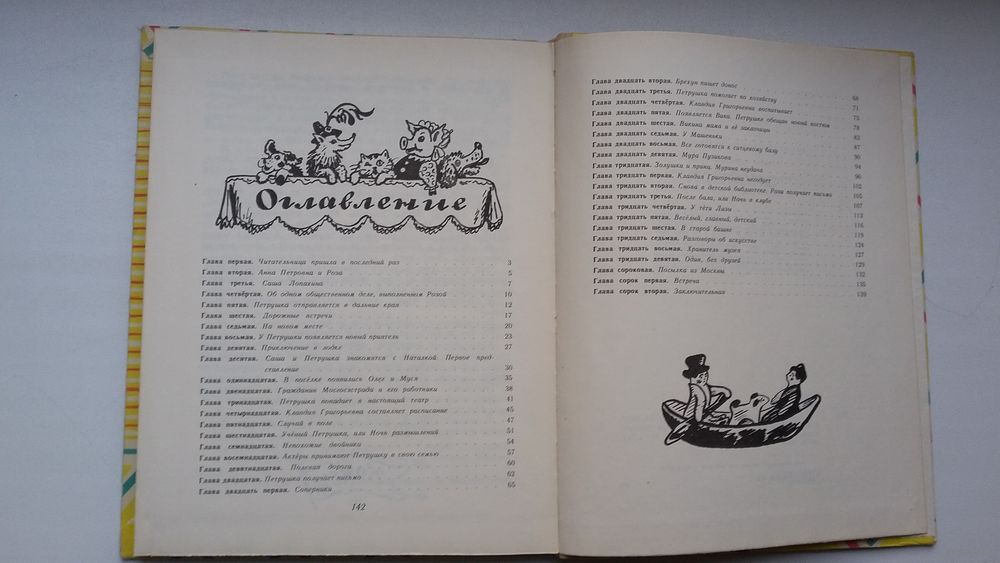 Оглавление
Глава первая. Читательница пришла в последний раз 3
Глава вторая. Анна Петровна и Роза 5
Глава третья. Саша Лопахина 7
Глава четвёртая. Об одном общественном деле, выполненном Розой 10
Глава пятая. Петрушка отправляется в дальние края 12
Глава шестая. Дорожные встречи 17
Глава седьмая. На новом месте 20
Глава восьмая. У Петрушки появляется новый приятель 23
Глава девятая. Приключение в лодке 27
Глава десятая. Саша и Петрушка знакомятся с Наталкой. Первое пред-
ставление 30
Глава одиннадцатая. В посёлке появились Олег и Муся 35
Глава двенадцатая. Гражданин Мосгосэстрада и его работники 38
Глава тринадцатая. Петрушка попадает в настоящий театр 41
Глава четырнадцатая. Клавдия Григорьевна составляет расписание 45
Глава пятнадцатая. Случай в поле 47
Глава шестнадцатая. Учёный Петрушка, или Ночь размышлений 51
Глава семнадцатая. Непохожие двойники 54
Глава восемнадцатая. Актёры принимают Петрушку в свою семью 57
Глава девятнадцатая. Полевая дорога 60
Глава двадцатая. Петрушка получает письмо 62
Глава двадцать первая. Соперники 65
142
Глава двадцать вторая. Брехун пишет донос 68
Глава двадцать третья. Петрушка помогает по хозяйству 71
Глава двадцать четвёртая. Клавдия Григорьевна воспитывает 75
Глава двадцать пятая. Появляется Вика. Петрушке обещан новый костюм 78
Глава двадцать шестая. Викина мама и её заказчицы 83
Глава двадцать седьмая. У Машеньки 87
Глава двадцать восьмая. Все готовятся к ситцевому балу 90
Глава двадцать девятая. Мура Пузикова 94
Глава тридцатая. Золушки и принц. Мурина неудача 96
Глава тридцать первая. Клавдия Григорьевна негодует 102
Глава тридцать вторая. Снова в детской библиотеке. Роза получает письмо 105
Глава тридцать третья. После бала, или Ночь в клубе 107
Глава тридцать четвёртая. У тёти Лизы 113
Глава тридцать пятая. Весёлый, главный, детский 116
Глава тридцать шестая. В старой башне 119
Глава тридцать седьмая. Разговоры об искусстве 124
Глава тридцать восьмая. Хранитель музея 127
Глава тридцать девятая. Один, без друзей 129
Глава сороковая. Посылка из Москвы 132
Глава сорок первая. Встреча 135
Глава сорок вторая. Заключительная 139